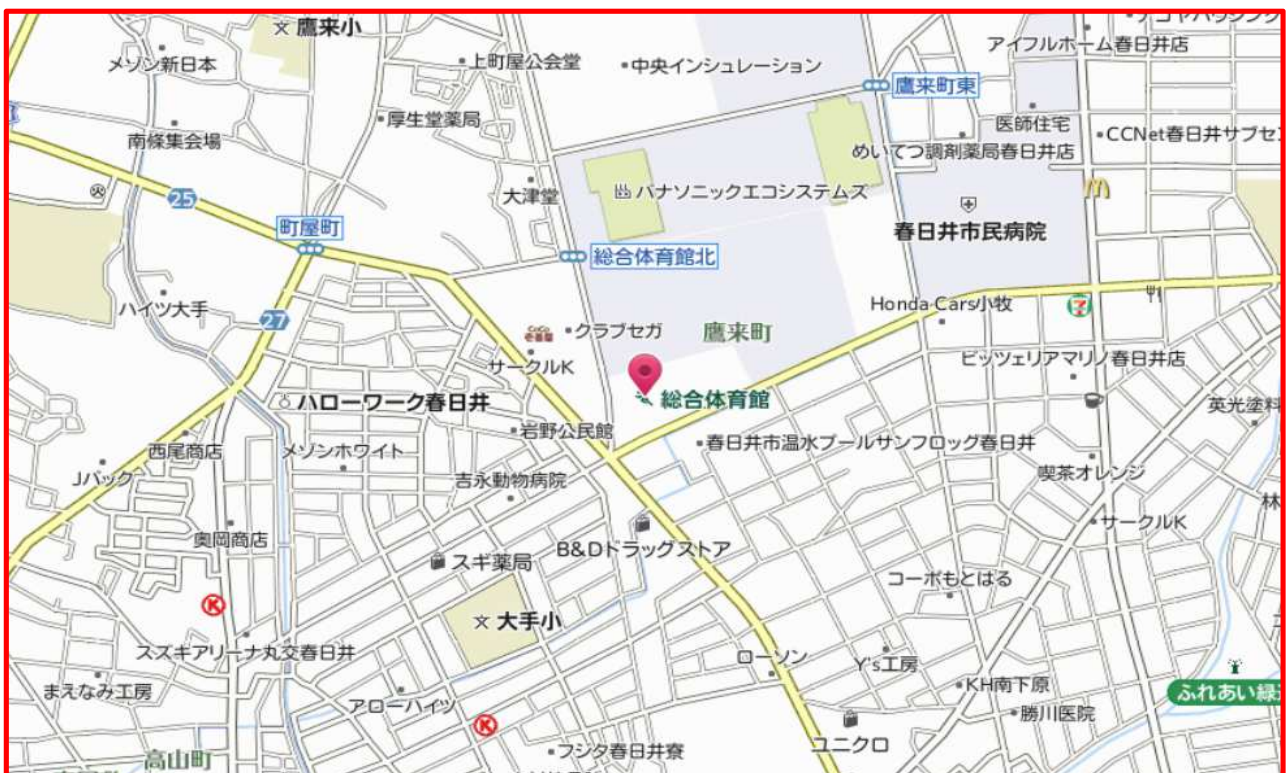 鷹来小
メゾン新日本
上町屋公会堂
中央インシュレーション
アイフルホーム春日井店
鷹来町東
厚生堂薬局
南條集会場
医師住宅
CCNet春日井サブセ
めいてつ調剤薬局春日井店
25
大津堂
パナソニックエコシステムズ
町屋町
総合体育館北
春日井市民病院
ハイツ大手
27
Honda Cars小牧
7
CoCo壱番屋
クラブセガ
鷹来町
サークルK
ピッツェリアマリノ春日井店
ハローワーク春日井
総合体育館
英光塗料
岩野公民館
春日井市温水プールサンフロッグ春日井
西尾商店
メゾンホワイト
Jパック
吉永動物病院
喫茶オレンジ
林
奥岡商店
サークルK
B&Dドラッグストア
スギ薬局
コーポもとはる
K
大手小
スズキアリーナ丸交春日井
ローソン
Y's工房
まえなみ工房
アローハイツ
KH南下原
ふれあい緑
勝川医院
K
ユニクロ
フジタ春日井寮
高山町